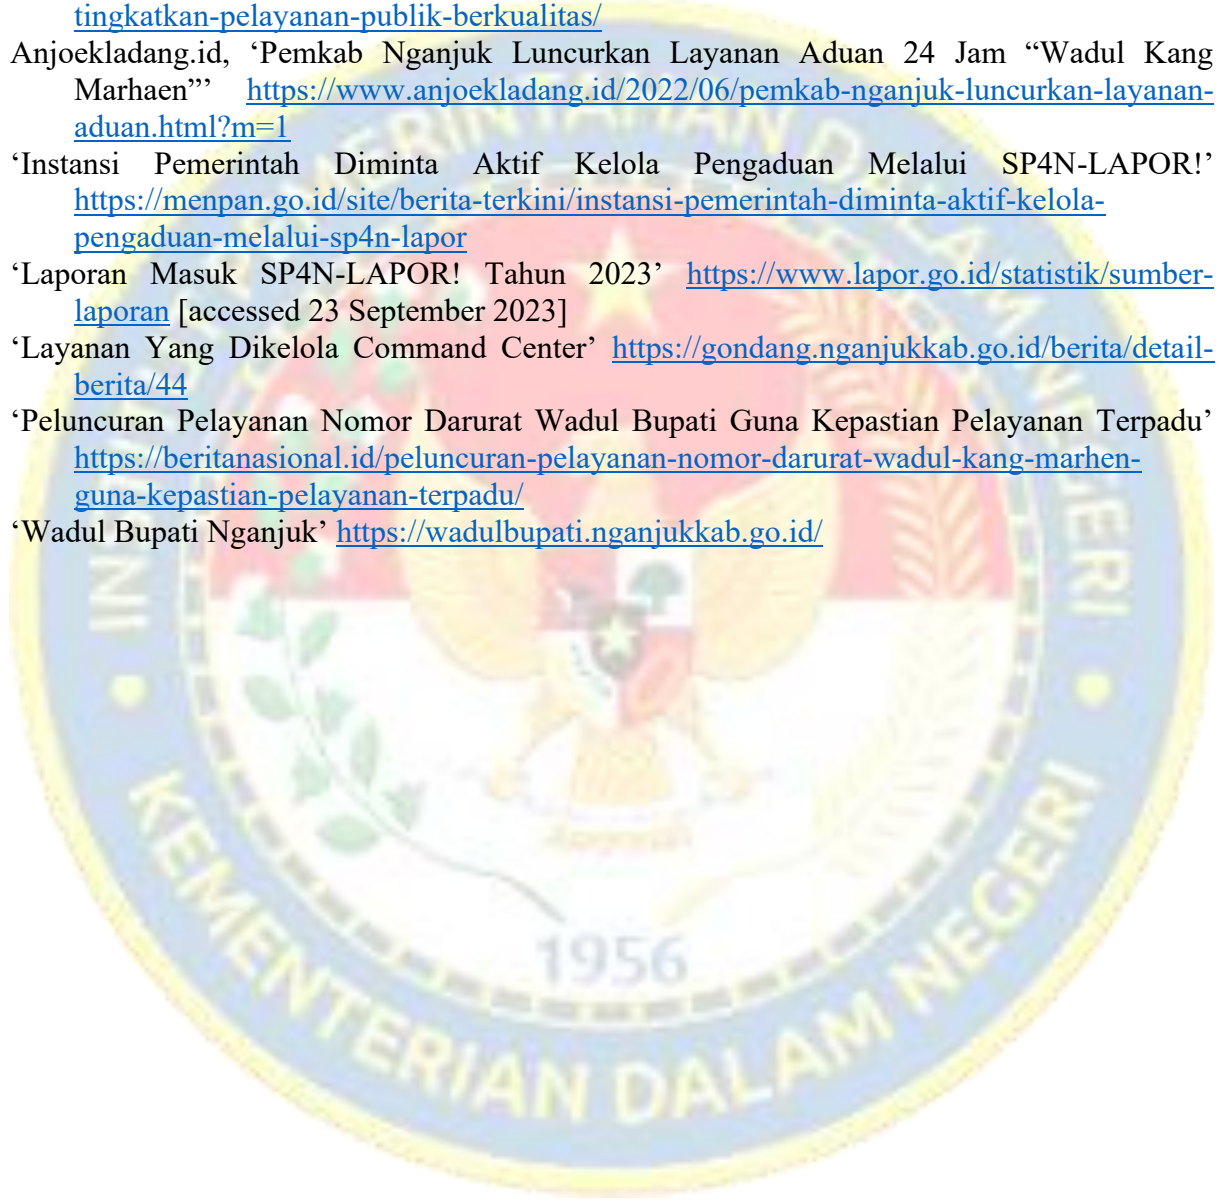 tingkatkan-pelayanan-publik-berkualitas/
Anjoekladang.id, ‘Pemkab Nganjuk Luncurkan Layanan Aduan 24 Jam “Wadul Kang
Marhaen”’ https://www.anjoekladang.id/2022/06/pemkab-nganjuk-luncurkan-layanan-
aduan.html?m=1
‘Instansi Pemerintah Diminta Aktif Kelola Pengaduan Melalui SP4N-LAPOR!’
https://menpan.go.id/site/berita-terkini/instansi-pemerintah-diminta-aktif-kelola-
pengaduan-melalui-sp4n-lapor
‘Laporan Masuk SP4N-LAPOR! Tahun 2023’ https://www.lapor.go.id/statistik/sumber-
laporan [accessed 23 September 2023]
‘Layanan Yang Dikelola Command Center’ https://gondang.nganjukkab.go.id/berita/detail-
berita/44
‘Peluncuran Pelayanan Nomor Darurat Wadul Bupati Guna Kepastian Pelayanan Terpadu’
https://beritanasional.id/peluncuran-pelayanan-nomor-darurat-wadul-kang-marhen-
guna-kepastian-pelayanan-terpadu/
‘Wadul Bupati Nganjuk’ https://wadulbupati.nganjukkab.go.id/
1956
KEMENTERIAN DALAM NEGERI